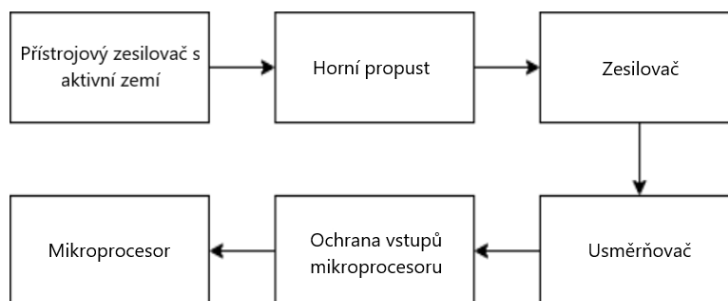 Přístrojový zesilovač s
aktivní zemí
Horní propust
Zesilovač
Mikroprocesor
Ochrana vstupů
mikroprocesoru
Usměrňovač